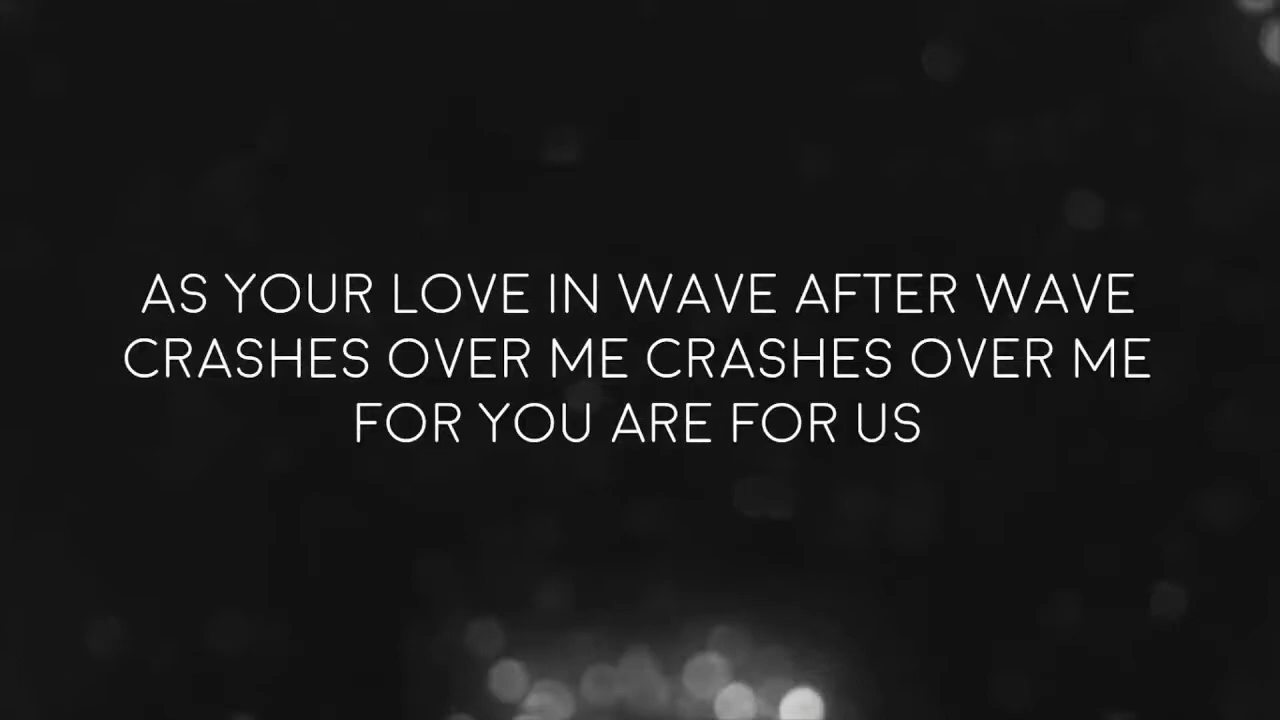 AS YOUR LOVE IN WAVE AFTER WAVE
CRASHES OVER ME CRASHES OVER ME
FOR YOU ARE FOR US